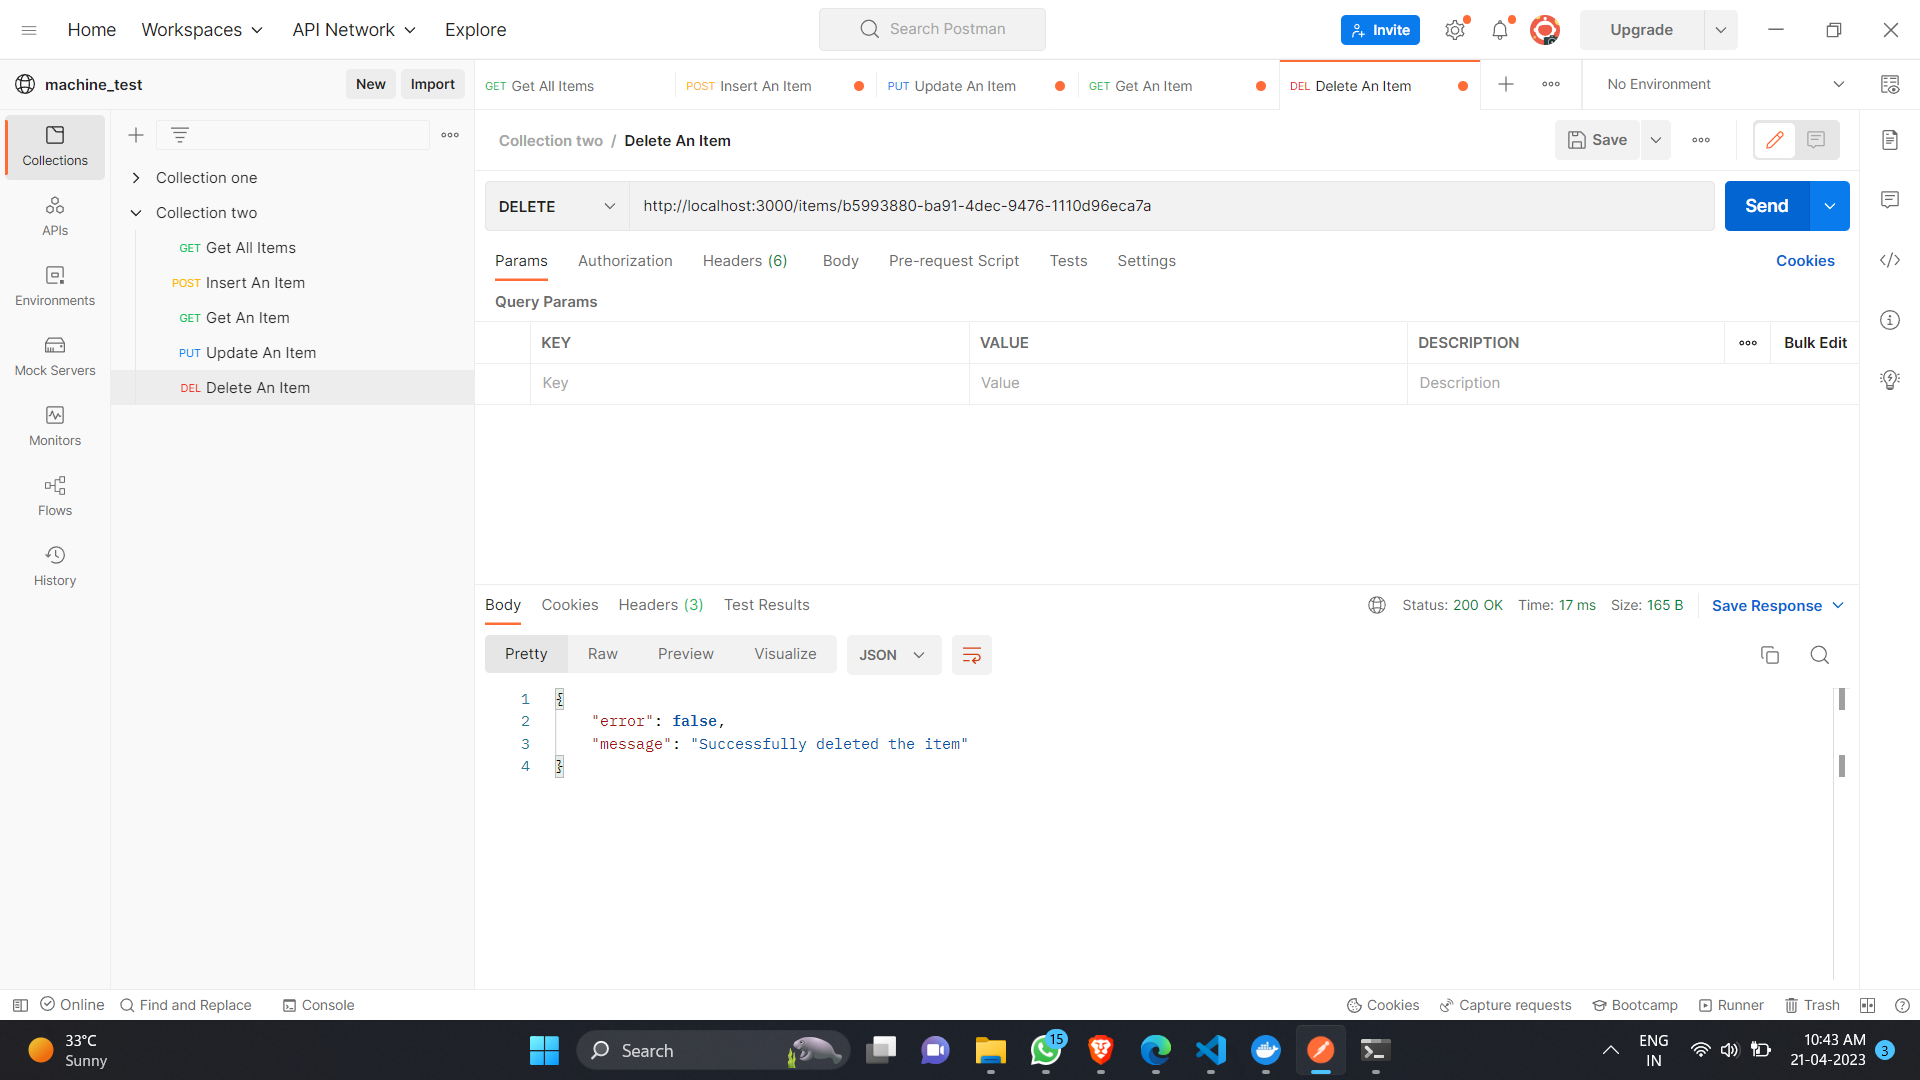 Home Workspaces API Network Explore Search Postman Invite Upgrade
machine_test New Import GET Get All Items POST Insert An Item PUT Update An Item GET Get An Item DEL Delete An Item No Environment
Collections
APIs
Environments
Mock Servers
Monitors
Flows
History
Collection one
Collection two
GET Get All Items
POST Insert An Item
GET Get An Item
PUT Update An Item
DEL Delete An Item
Collection two / Delete An Item Save
DELETE http://localhost:3000/items/b5993880-ba91-4dec-9476-1110d96eca7a Send
Params Authorization Headers (6) Body Pre-request Script Tests Settings Cookies
Query Params
KEY VALUE DESCRIPTION Bulk Edit
Key Value Description
Body Cookies Headers (3) Test Results Status: 200 OK Time: 17 ms Size: 165 B Save Response
Pretty Raw Preview Visualize JSON
1 {
2 "error": false,
3 "message": "Successfully deleted the item"
4 }
Online Find and Replace Console Cookies Capture requests Bootcamp Runner Trash
33°C
Sunny
Search
15
ENG
IN
10:43 AM
21-04-2023
3